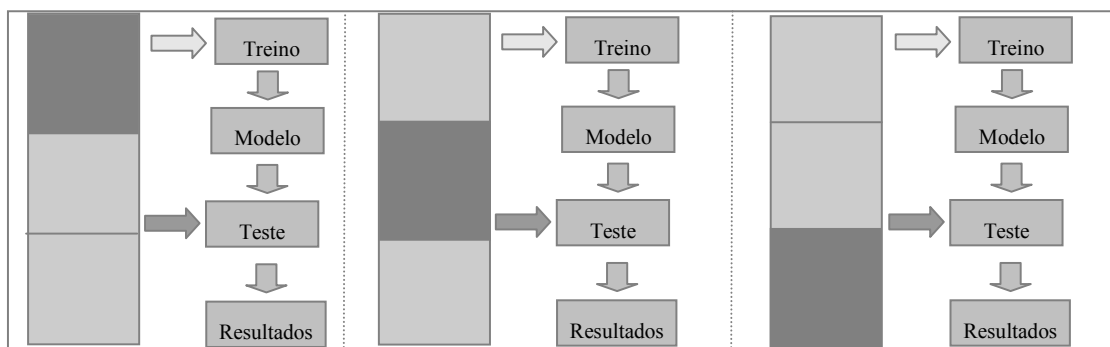 Treino
Modelo
Teste
Resultados
Treino
Modelo
Teste
Resultados
Treino
Modelo
Teste
Resultados